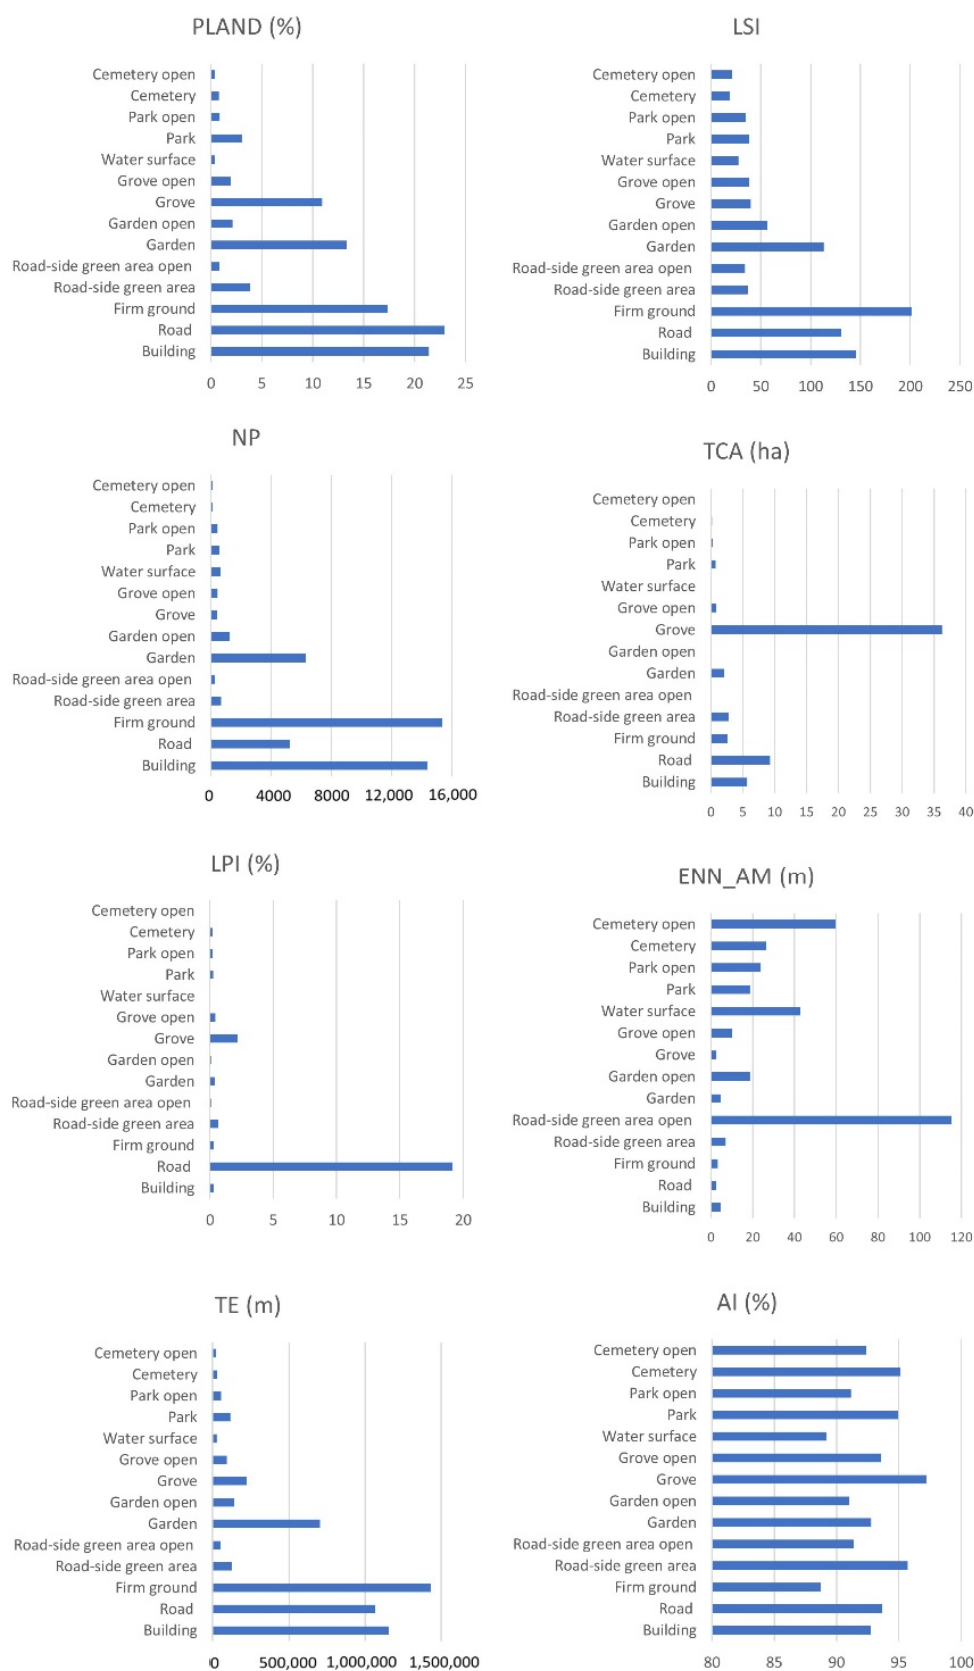 PLAND (%)
Cemetery open
Cemetery
Park open
Park
Water surface
Grove open
Grove
Garden open
Garden
Road-side green area open
Road-side green area
Firm ground
Road
Building
0 5 10 15 20 25
LSI
Cemetery open
Cemetery
Park open
Park
Water surface
Grove open
Grove
Garden open
Garden
Road-side green area open
Road-side green area
Firm ground
Road
Building
0 50 100 150 200 250
NP
Cemetery open
Cemetery
Park open
Park
Water surface
Grove open
Grove
Garden open
Garden
Road-side green area open
Road-side green area
Firm ground
Road
Building
0 4000 8000 12,000 16,000
TCA (ha)
Cemetery open
Cemetery
Park open
Park
Water surface
Grove open
Grove
Garden open
Garden
Road-side green area open
Road-side green area
Firm ground
Road
Building
0 5 10 15 20 25 30 35 40
LPI (%)
Cemetery open
Cemetery
Park open
Park
Water surface
Grove open
Grove
Garden open
Garden
Road-side green area open
Road-side green area
Firm ground
Road
Building
0 5 10 15 20
ENN_AM (m)
Cemetery open
Cemetery
Park open
Park
Water surface
Grove open
Grove
Garden open
Garden
Road-side green area open
Road-side green area
Firm ground
Road
Building
0 20 40 60 80 100 120
TE (m)
Cemetery open
Cemetery
Park open
Park
Water surface
Grove open
Grove
Garden open
Garden
Road-side green area open
Road-side green area
Firm ground
Road
Building
0 500,000 1,000,000 1,500,000
AI (%)
Cemetery open
Cemetery
Park open
Park
Water surface
Grove open
Grove
Garden open
Garden
Road-side green area open
Road-side green area
Firm ground
Road
Building
80 85 90 95 100